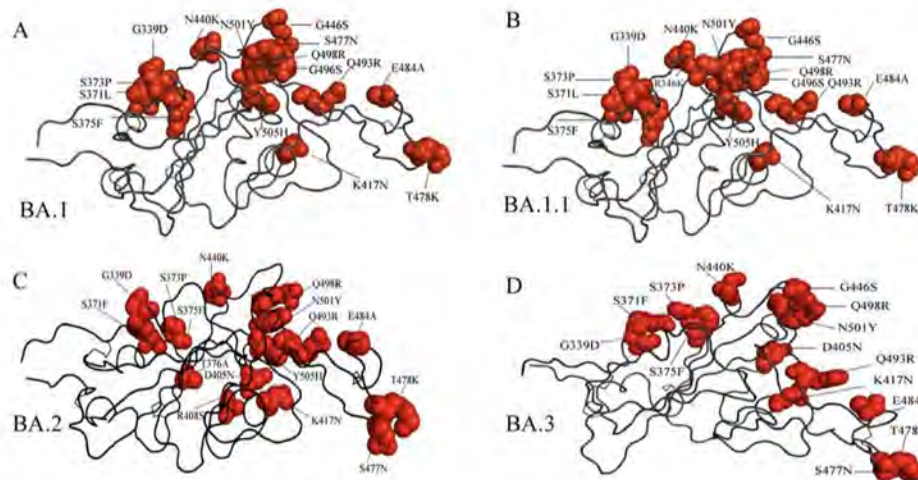 A
N440K
N501Y
G446S
G339D
S477N
Q498R
S373P
G496S
Q493R
E484A
S371L
S375F
Y505H
K417N
T478K
BA.1
B
N440K
N501Y
G446S
G339D
S477N
Q498R
S373P
R346K
G496S
Q493R
E484A
S371L
S375F
Y505H
K417N
T478K
BA.1.1
C
N440K
G339D
S373P
Q498R
S371F
S375F
N501Y
Q493R
E484A
T376A
D405N
Y505H
T478K
R408S
K417N
BA.2
S477N
D
N440K
S373P
G446S
S371F
Q498R
G339D
N501Y
S375F
D405N
Q493R
K417N
E484
T478
BA.3
S477N